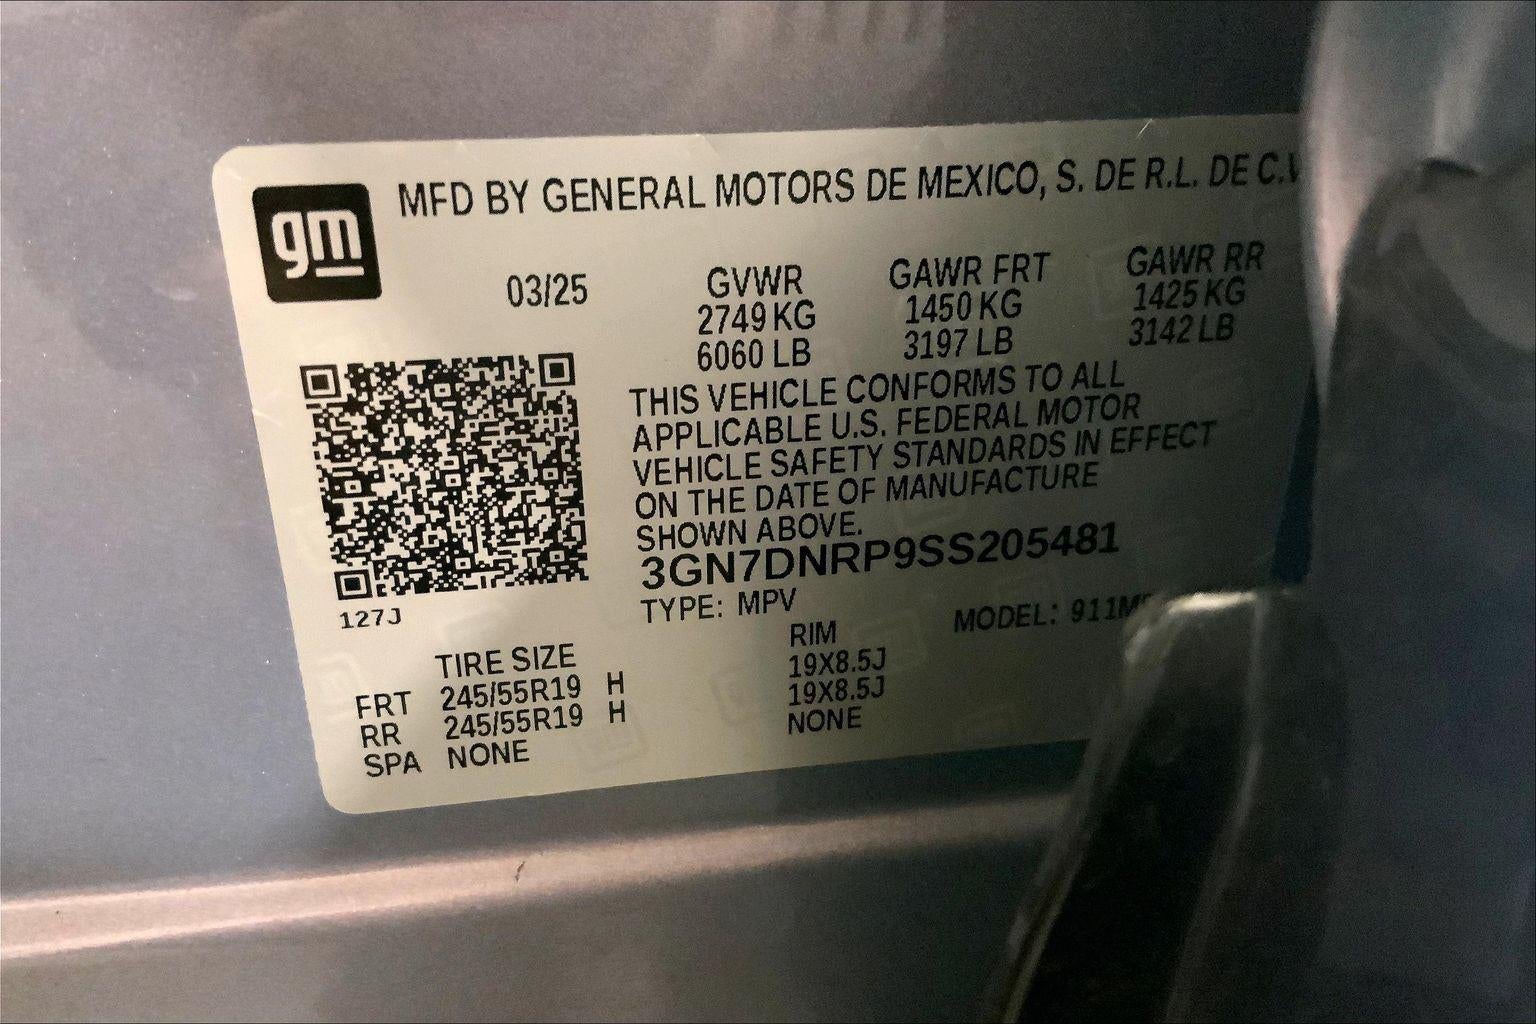 gm
MFD BY GENERAL MOTORS DE MEXICO, S. DE R.L. DE
03/25
GVWR GAWR FRT GAWR RR
2749 KG 1450 KG 1425 KG
6060 LB 3197 LB 3142 LB
THIS VEHICLE CONFORMS TO ALL
APPLICABLE U.S. FEDERAL MOTOR
VEHICLE SAFETY STANDARDS IN EFFECT
ON THE DATE OF MANUFACTURE
SHOWN ABOVE.
3GN7DNRP9SS205481
127J
TYPE: MPV
MODEL:
TIRE SIZE RIM
FRT 245/55R19 H 19X8.5J
RR 245/55R19 H 19X8.5J
SPA NONE NONE